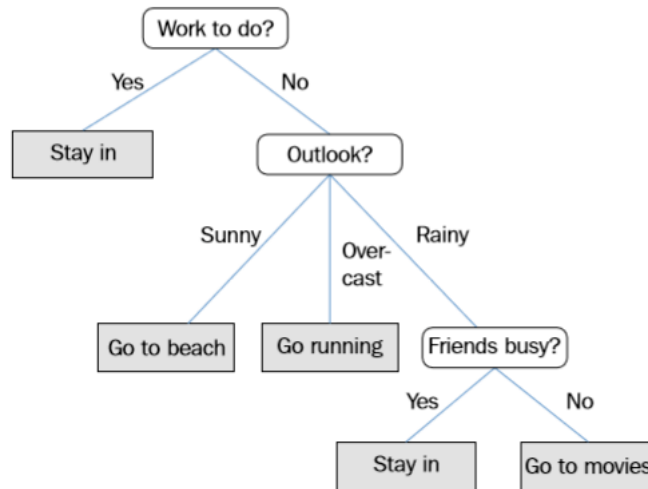 Work to do?
Yes
No
Stay in
Outlook?
Sunny
Over-
cast
Rainy
Go to beach
Go running
Friends busy?
Yes
No
Stay in
Go to movies